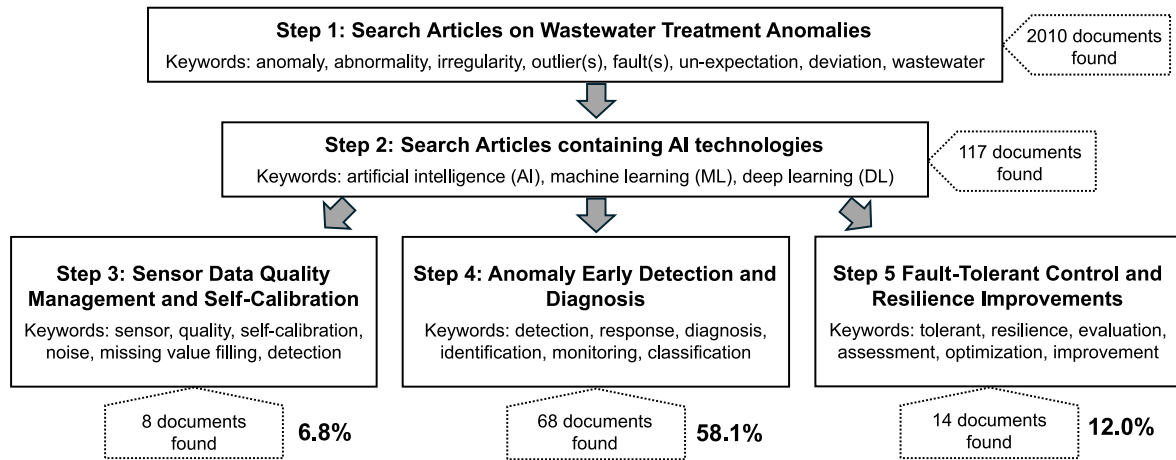 Step 1: Search Articles on Wastewater Treatment Anomalies
Keywords: anomaly, abnormality, irregularity, outlier(s), fault(s), un-expectation, deviation, wastewater
2010 documents
found
Step 2: Search Articles containing AI technologies
Keywords: artificial intelligence (AI), machine learning (ML), deep learning (DL)
117 documents
found
Step 3: Sensor Data Quality
Management and Self-Calibration
Keywords: sensor, quality, self-calibration,
noise, missing value filling, detection
8 documents
found
6.8%
Step 4: Anomaly Early Detection and
Diagnosis
Keywords: detection, response, diagnosis,
identification, monitoring, classification
68 documents
found
58.1%
Step 5 Fault-Tolerant Control and
Resilience Improvements
Keywords: tolerant, resilience, evaluation,
assessment, optimization, improvement
14 documents
found
12.0%